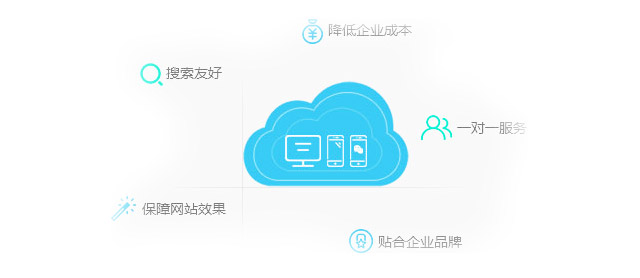 降低企业成本
搜索友好
一对一服务
保障网站效果
贴合企业品牌